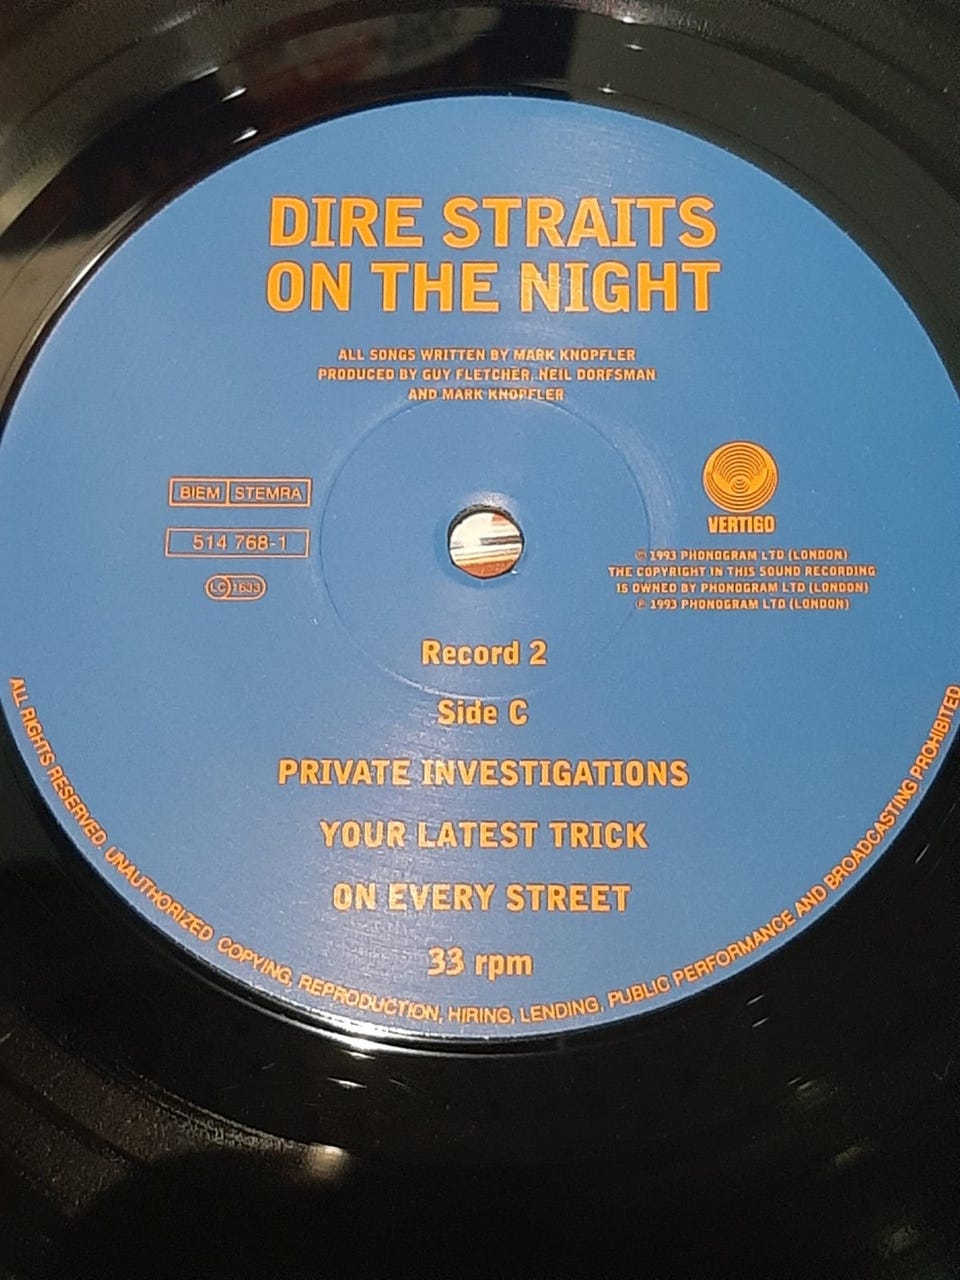 DIRE STRAITS
ON THE NIGHT
ALL SONGS WRITTEN BY MARK KNOPFLER
PRODUCED BY GUY FLETCHER, NEIL DORFSMAN
AND MARK KNOPFLER
BIEM STEMRA
514 768-1
LC 1633
VERTIGO
© 1993 PHONOGRAM LTD (LONDON)
THE COPYRIGHT IN THIS SOUND RECORDING
IS OWNED BY PHONOGRAM LTD (LONDON)
℗ 1993 PHONOGRAM LTD (LONDON)
Record 2
Side C
PRIVATE INVESTIGATIONS
YOUR LATEST TRICK
ON EVERY STREET
33 rpm
ALL RIGHTS RESERVED. UNAUTHORIZED COPYING, REPRODUCTION, HIRING, LENDING, PUBLIC PERFORMANCE AND BROADCASTING PROHIBITED